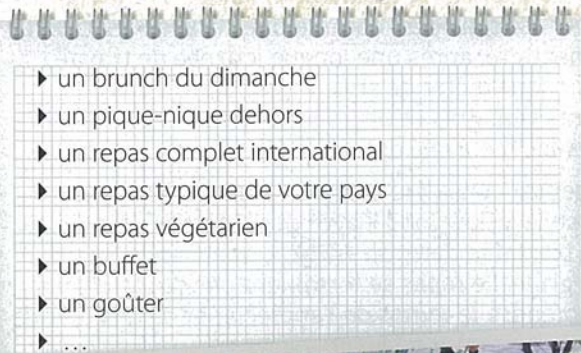 ▶ un brunch du dimanche
▶ un pique-nique dehors
▶ un repas complet international
▶ un repas typique de votre pays
▶ un repas végétarien
▶ un buffet
▶ un goûter
▶ ...